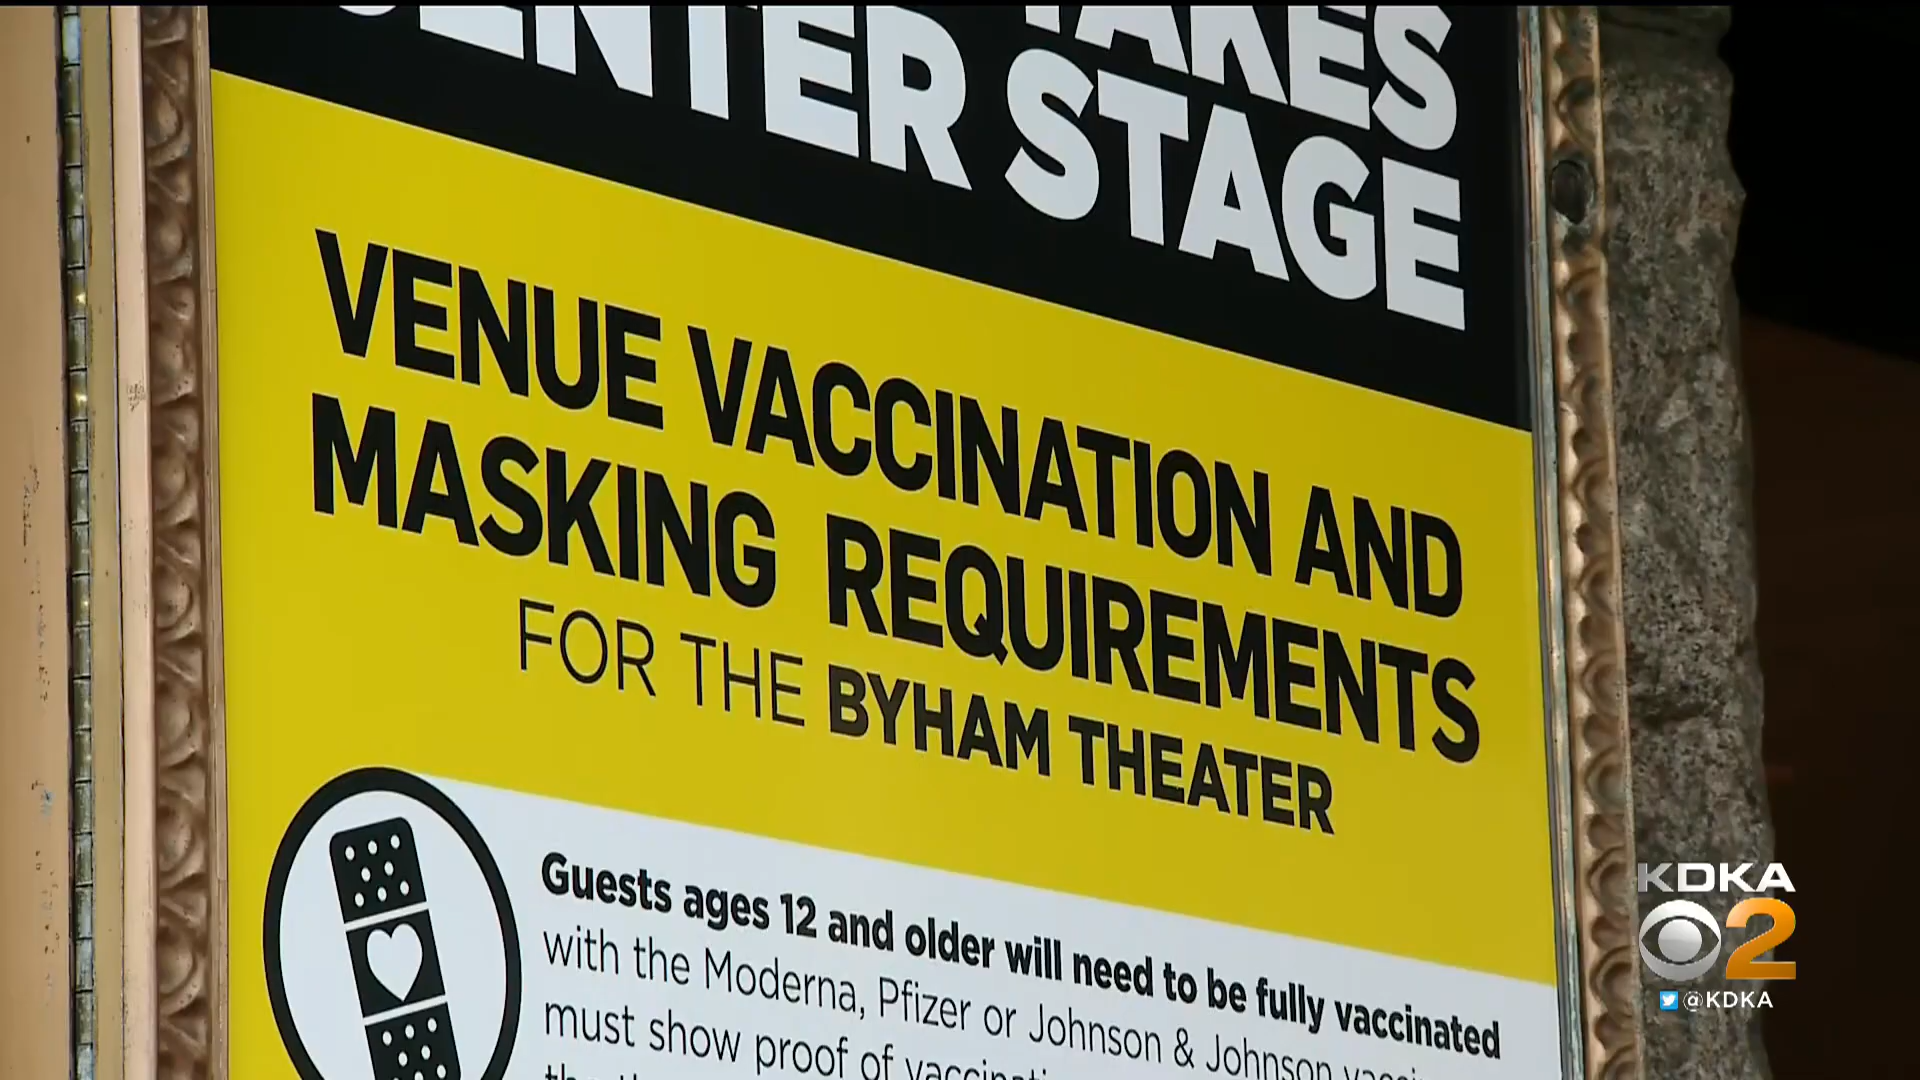 TAKES
CENTER STAGE
VENUE VACCINATION AND
MASKING REQUIREMENTS
FOR THE BYHAM THEATER
Guests ages 12 and older will need to be fully vaccinated
with the Moderna, Pfizer or Johnson & Johnson
must show proof of
KDKA
2
@KDKA